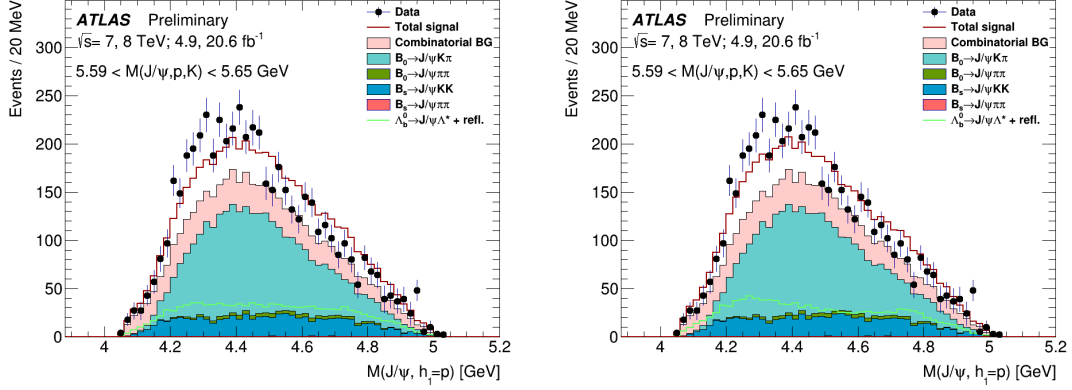 Events / 20 MeV
350
300
250
200
150
100
50
0
ATLAS Preliminary
√s= 7, 8 TeV; 4.9, 20.6 fb⁻¹
5.59 < M(J/ψ,p,K) < 5.65 GeV
Data
Total signal
Combinatorial BG
B₀→J/ψKπ
B₀→J/ψππ
Bₛ→J/ψKK
Bₛ→J/ψππ
Λ_b⁰→J/ψΛ* + refl.
4 4.2 4.4 4.6 4.8 5 5.2
M(J/ψ, h₁=p) [GeV]
Events / 20 MeV
350
300
250
200
150
100
50
0
ATLAS Preliminary
√s= 7, 8 TeV; 4.9, 20.6 fb⁻¹
5.59 < M(J/ψ,p,K) < 5.65 GeV
Data
Total signal
Combinatorial BG
B₀→J/ψKπ
B₀→J/ψππ
Bₛ→J/ψKK
Bₛ→J/ψππ
Λ_b⁰→J/ψΛ* + refl.
4 4.2 4.4 4.6 4.8 5 5.2
M(J/ψ, h₁=p) [GeV]